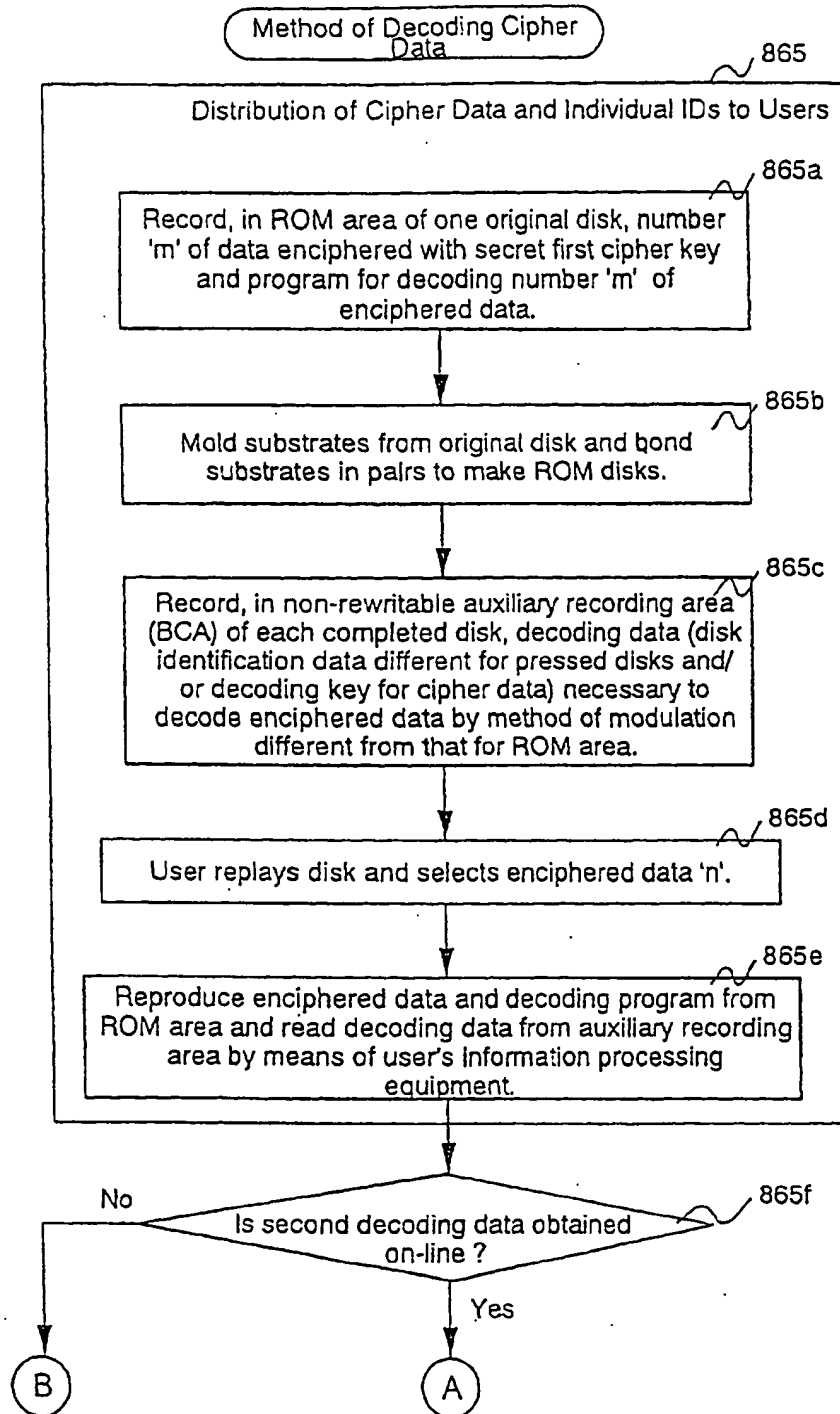 Method of Decoding Cipher
Data
865
Distribution of Cipher Data and Individual IDs to Users
865a
Record, in ROM area of one original disk, number
'm' of data enciphered with secret first cipher key
and program for decoding number 'm' of
enciphered data.
865b
Mold substrates from original disk and bond
substrates in pairs to make ROM disks.
865c
Record, in non-rewritable auxiliary recording area
(BCA) of each completed disk, decoding data (disk
identification data different for pressed disks and/
or decoding key for cipher data) necessary to
decode enciphered data by method of modulation
different from that for ROM area.
865d
User replays disk and selects enciphered data 'n'.
865e
Reproduce enciphered data and decoding program from
ROM area and read decoding data from auxiliary recording
area by means of user's information processing
equipment.
865f
No
Is second decoding data obtained
on-line ?
Yes
B
A